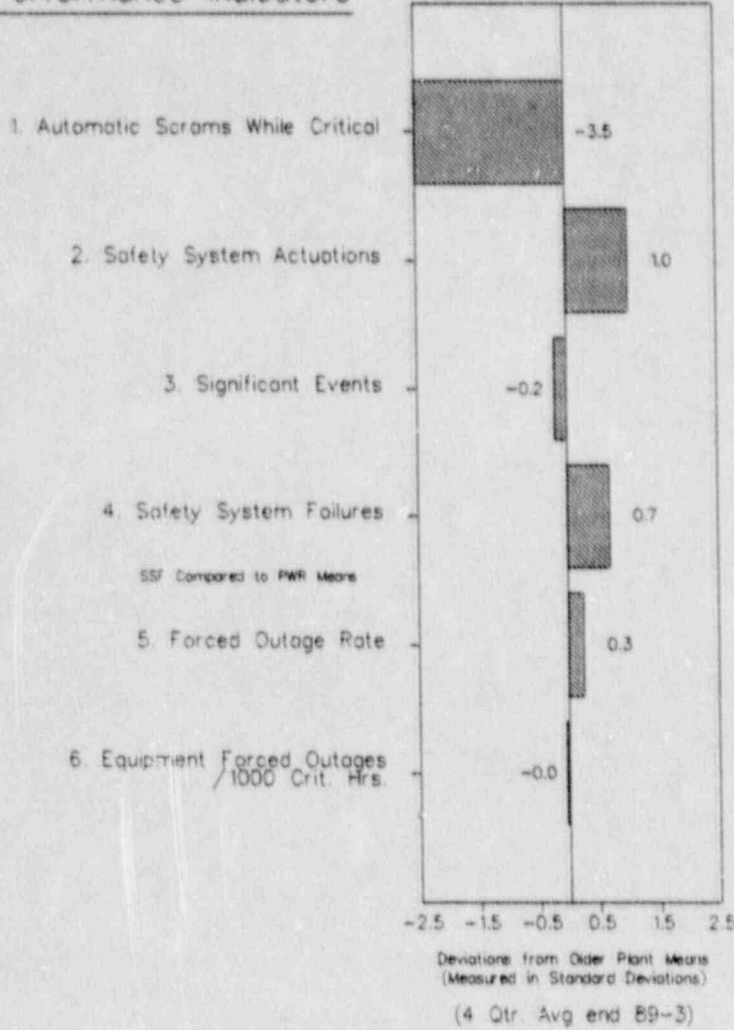 1. Automatic Scrams While Critical
-3.5
2. Safety System Actuations
1.0
3. Significant Events
-0.2
4. Safety System Failures
0.7
SSF Compared to PWR Means
5. Forced Outage Rate
0.3
6. Equipment Forced Outages
/1000 Crit. Hrs.
-0.0
-2.5 -1.5 -0.5 0.5 1.5 2.5
Deviations from Older Plant Means
(Measured in Standard Deviations)
(4 Qtr. Avg end 89-3)